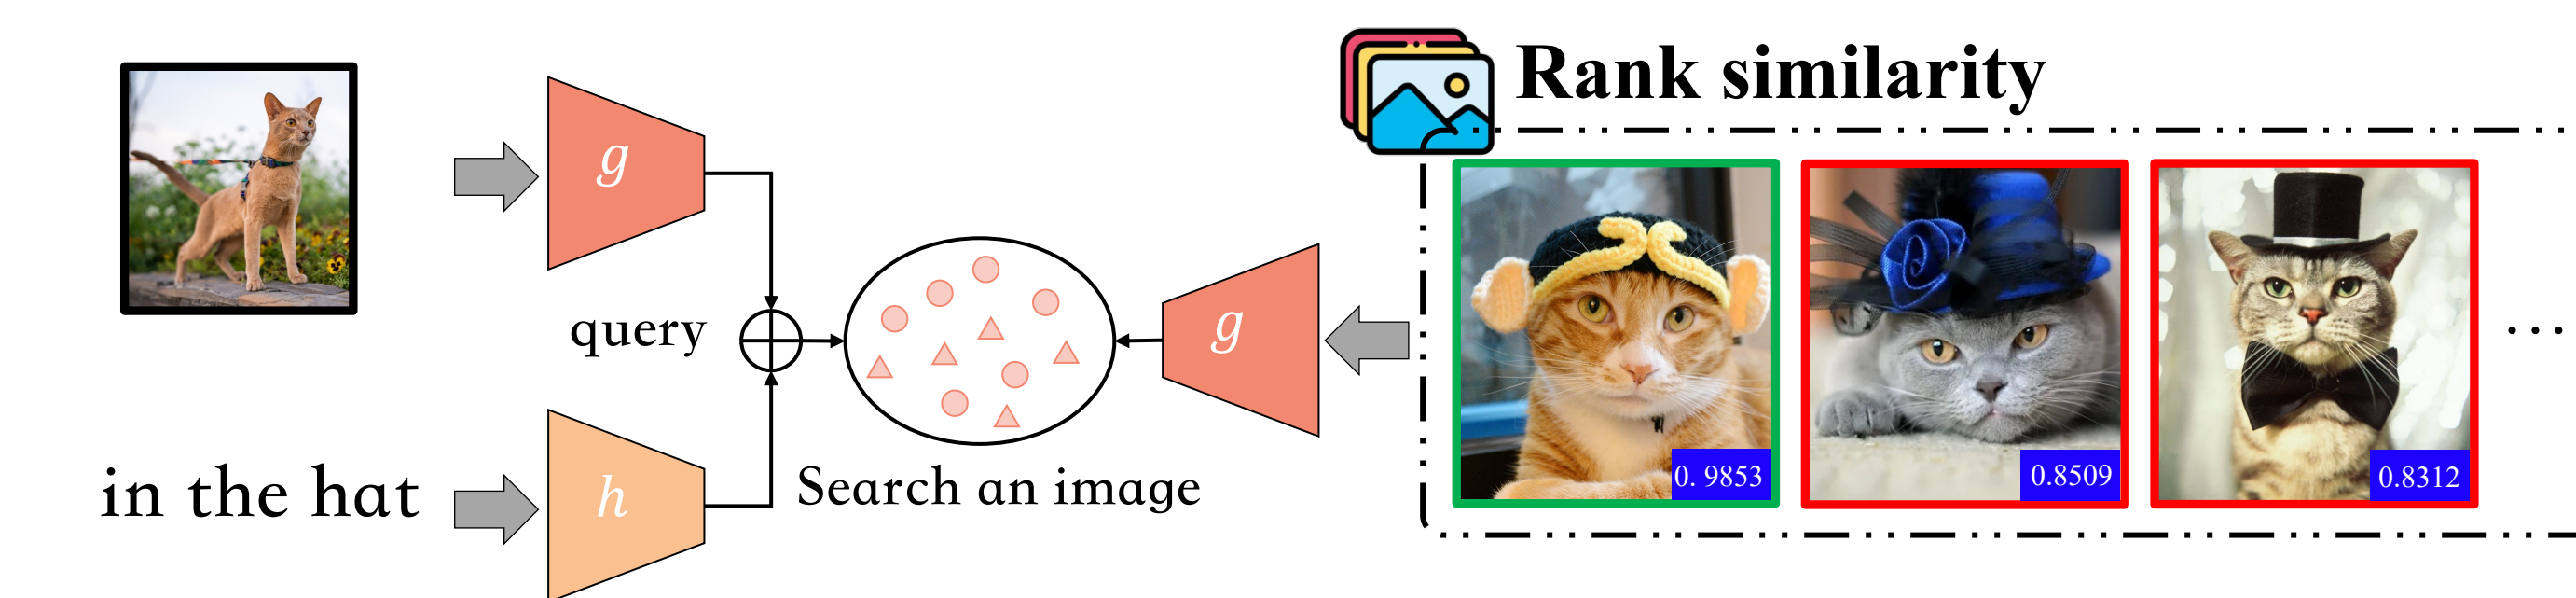 Rank similarity
g
query
g
in the hat
h
Search an image
0. 9853
0.8509
0.8312
...